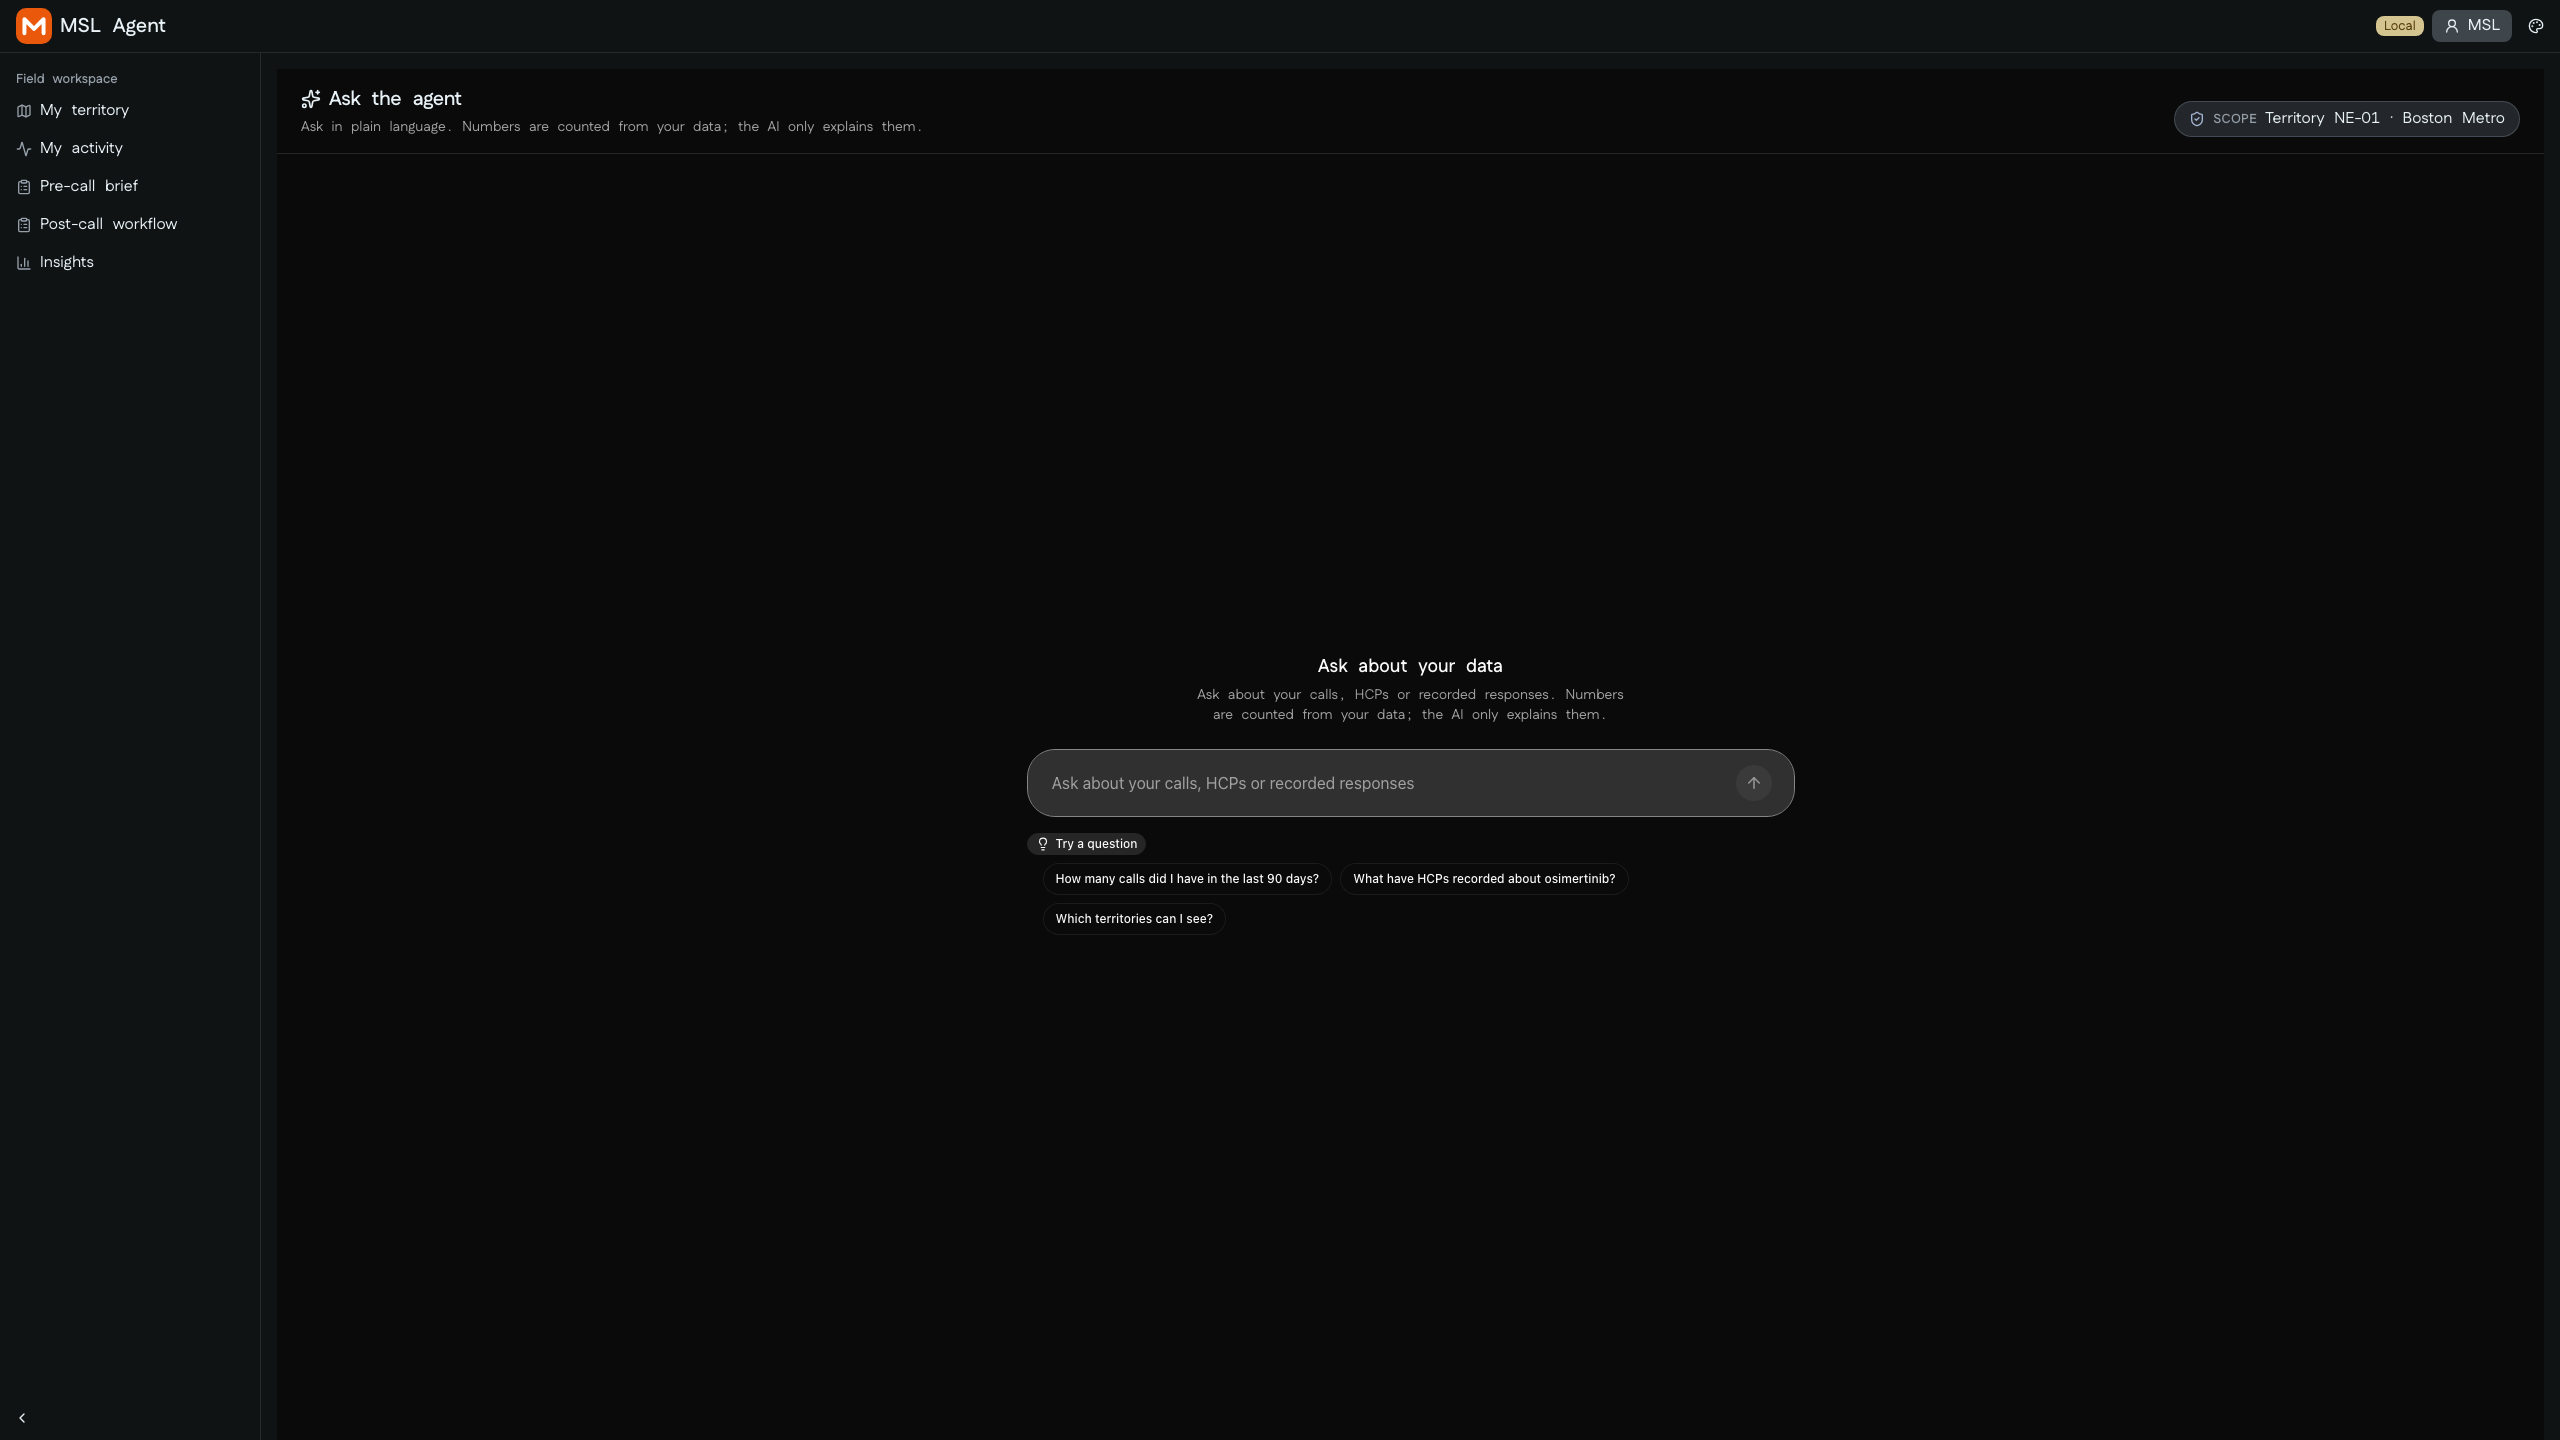 MSL Agent
Local
MSL
Field workspace
My territory
My activity
Pre-call brief
Post-call workflow
Insights
Ask the agent
Ask in plain language. Numbers are counted from your data; the AI only explains them.
SCOPE Territory NE-01 · Boston Metro
Ask about your data
Ask about your calls, HCPs or recorded responses. Numbers
are counted from your data; the AI only explains them.
Ask about your calls, HCPs or recorded responses
Try a question
How many calls did I have in the last 90 days?
What have HCPs recorded about osimertinib?
Which territories can I see?